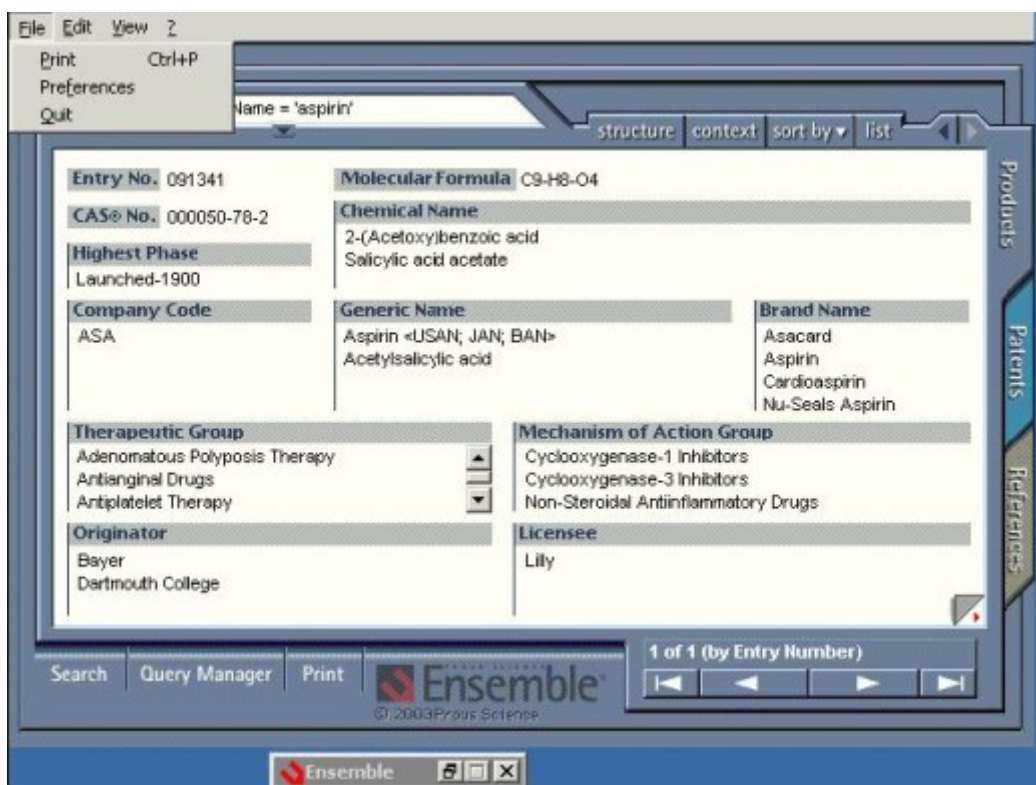 File Edit View ?
Print Ctrl+P
Preferences
Quit
Name = 'aspirin'
structure context sort by list
Products
Patents
References
Entry No. 091341
Molecular Formula C9-H8-O4
CAS® No. 000050-78-2
Chemical Name
2-(Acetoxy)benzoic acid
Salicylic acid acetate
Highest Phase
Launched-1900
Company Code
ASA
Generic Name
Aspirin <USAN; JAN; BAN>
Acetylsalicylic acid
Brand Name
Asacard
Aspirin
Cardioaspirin
Nu-Seals Aspirin
Therapeutic Group
Adenomatous Polyposis Therapy
Antianginal Drugs
Antiplatelet Therapy
Mechanism of Action Group
Cyclooxygenase-1 Inhibitors
Cyclooxygenase-3 Inhibitors
Non-Steroidal Antiinflammatory Drugs
Originator
Bayer
Dartmouth College
Licensee
Lilly
Search Query Manager Print
PROUS SCIENCE
Ensemble
© 2003 Prous Science
1 of 1 (by Entry Number)
Ensemble